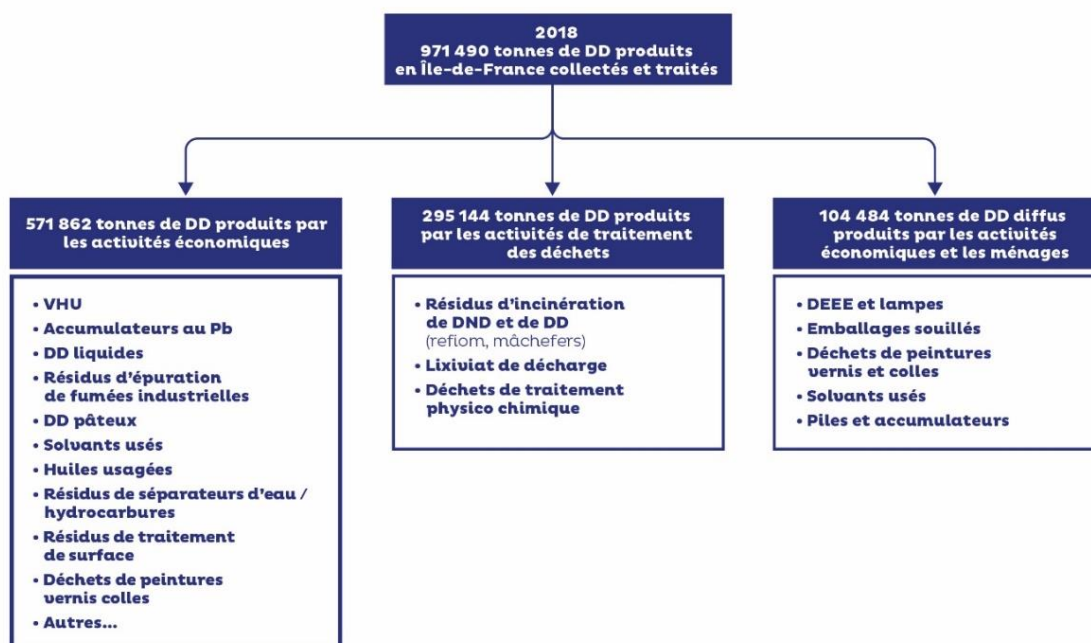 2018
971 490 tonnes de DD produits
en Île-de-France collectés et traités
571 862 tonnes de DD produits par
les activités économiques
• VHU
• Accumulateurs au Pb
• DD liquides
• Résidus d'épuration
de fumées industrielles
• DD pâteux
• Solvants usés
• Huiles usagées
• Résidus de séparateurs d'eau /
hydrocarbures
• Résidus de traitement
de surface
• Déchets de peintures
vernis colles
• Autres...
295 144 tonnes de DD produits
par les activités de traitement
des déchets
• Résidus d'incinération
de DND et de DD
(refiom, mâchefers)
• Lixiviat de décharge
• Déchets de traitement
physico chimique
104 484 tonnes de DD diffus
produits par les activités
économiques et les ménages
• DEEE et lampes
• Emballages souillés
• Déchets de peintures
vernis et colles
• Solvants usés
• Piles et accumulateurs